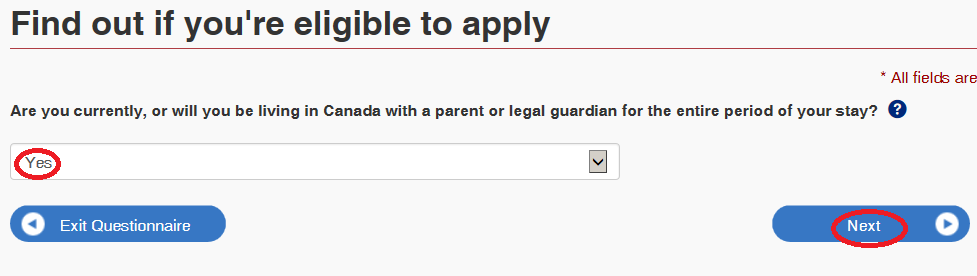 Find out if you're eligible to apply
* All fields are
Are you currently, or will you be living in Canada with a parent or legal guardian for the entire period of your stay? ?
Yes
Exit Questionnaire
Next